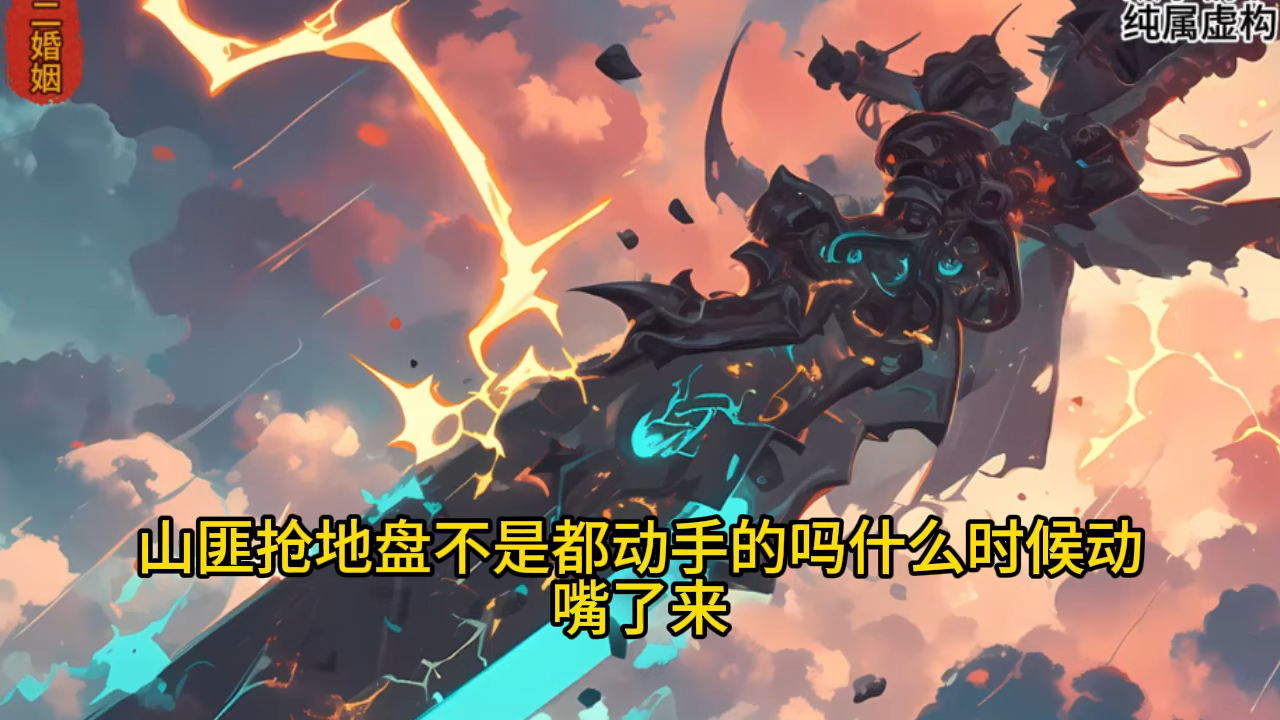 二婚姻
纯属虚构
山匪抢地盘不是都动手的吗什么时候动
嘴了来